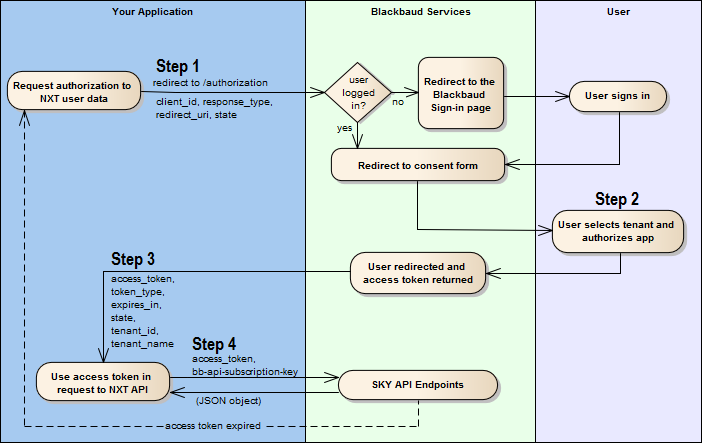 Your Application
Blackbaud Services
User
Step 1
redirect to /authorization
Request authorization to
NXT user data
client_id, response_type,
redirect_uri, state
user
logged
in?
no
yes
Redirect to the
Blackbaud
Sign-in page
User signs in
Redirect to consent form
Step 2
User selects tenant and
authorizes app
User redirected and
access token returned
Step 3
access_token,
token_type,
expires_in,
state,
tenant_id,
tenant_name
Step 4
access_token,
bb-api-subscription-key
Use access token in
request to NXT API
SKY API Endpoints
(JSON object)
access token expired